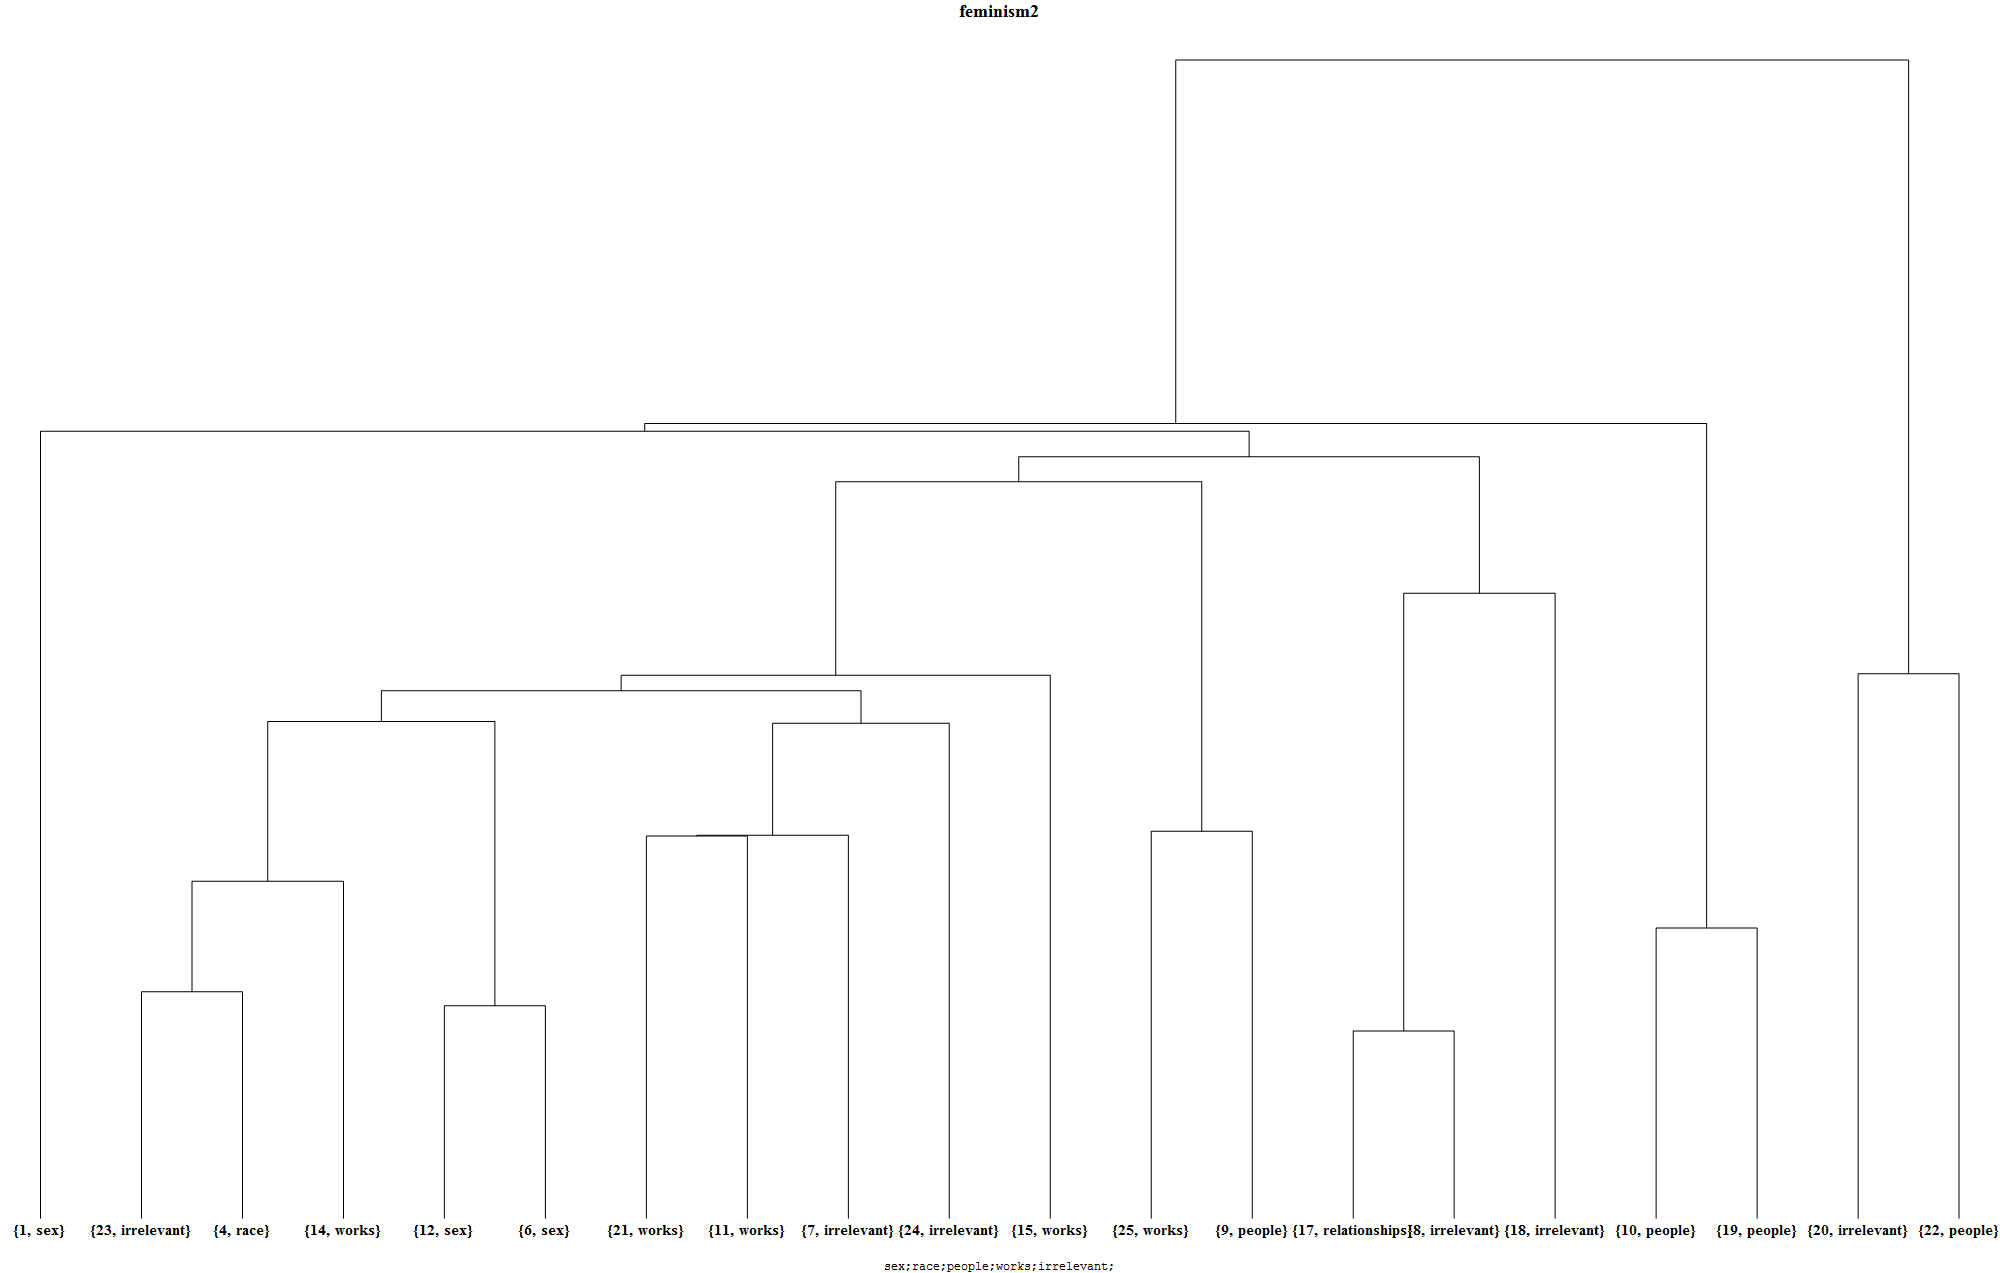 feminism2
{1, sex} {23, irrelevant} {4, race} {14, works} {12, sex} {6, sex} {21, works} {11, works} {7, irrelevant} {24, irrelevant} {15, works} {25, works} {9, people} {17, relationships} {8, irrelevant} {18, irrelevant} {10, people} {19, people} {20, irrelevant} {22, people}
sex;race;people;works;irrelevant;